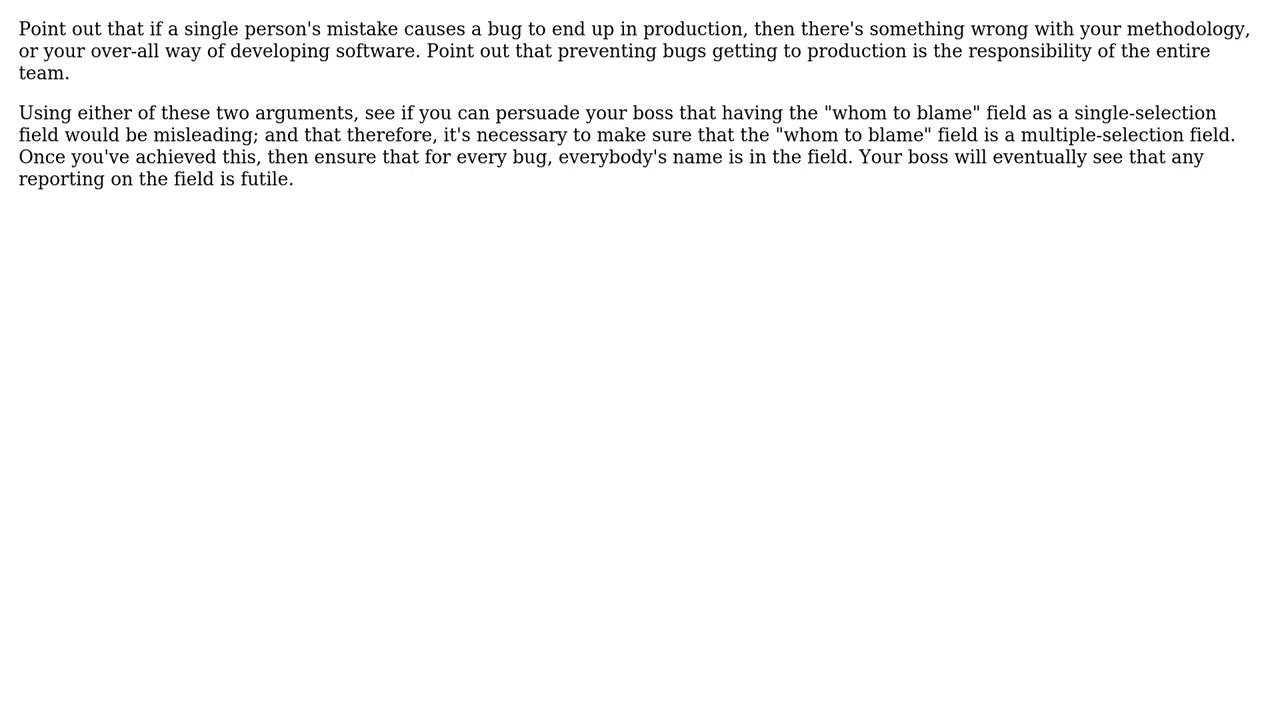 Point out that if a single person's mistake causes a bug to end up in production, then there's something wrong with your methodology,
or your over-all way of developing software. Point out that preventing bugs getting to production is the responsibility of the entire
team.
Using either of these two arguments, see if you can persuade your boss that having the "whom to blame" field as a single-selection
field would be misleading; and that therefore, it's necessary to make sure that the "whom to blame" field is a multiple-selection field.
Once you've achieved this, then ensure that for every bug, everybody's name is in the field. Your boss will eventually see that any
reporting on the field is futile.